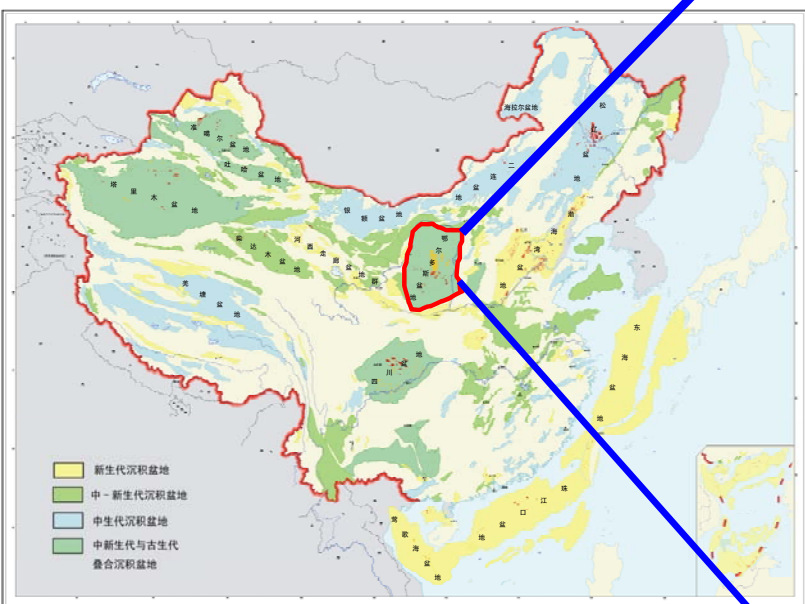 海拉尔盆地
松
辽
盆
地
二
连
盆
地
准噶尔盆地
吐哈盆地
塔里木盆地
银额盆地
柴达木盆地
河西走廊盆地群
鄂尔多斯盆地
渤海湾盆地
羌塘盆地
四川盆地
东海盆地
珠江口盆地
莺歌海盆地
新生代沉积盆地
中-新生代沉积盆地
中生代沉积盆地
中新生代与古生代
叠合沉积盆地